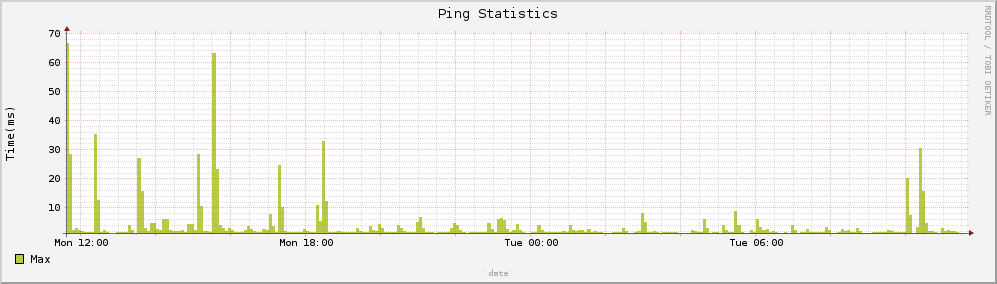 Ping Statistics
RRDTOOL / TOBI OETIKER
Time(ms)
70
60
50
40
30
20
10
Mon 12:00 Mon 18:00 Tue 00:00 Tue 06:00
Max
`date`